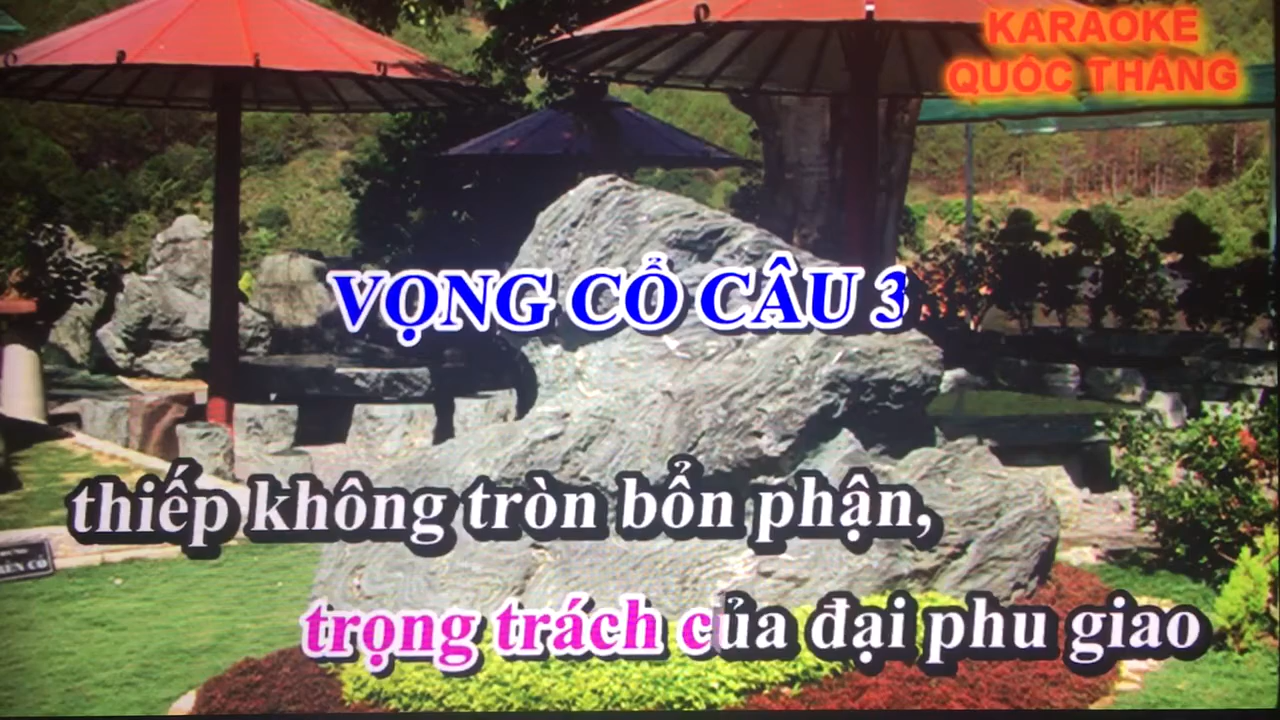 KARAOKE
QUỐC THẮNG
VỌNG CỔ CÂU 3
thiếp không tròn bổn phận,
trọng trách của đại phu giao